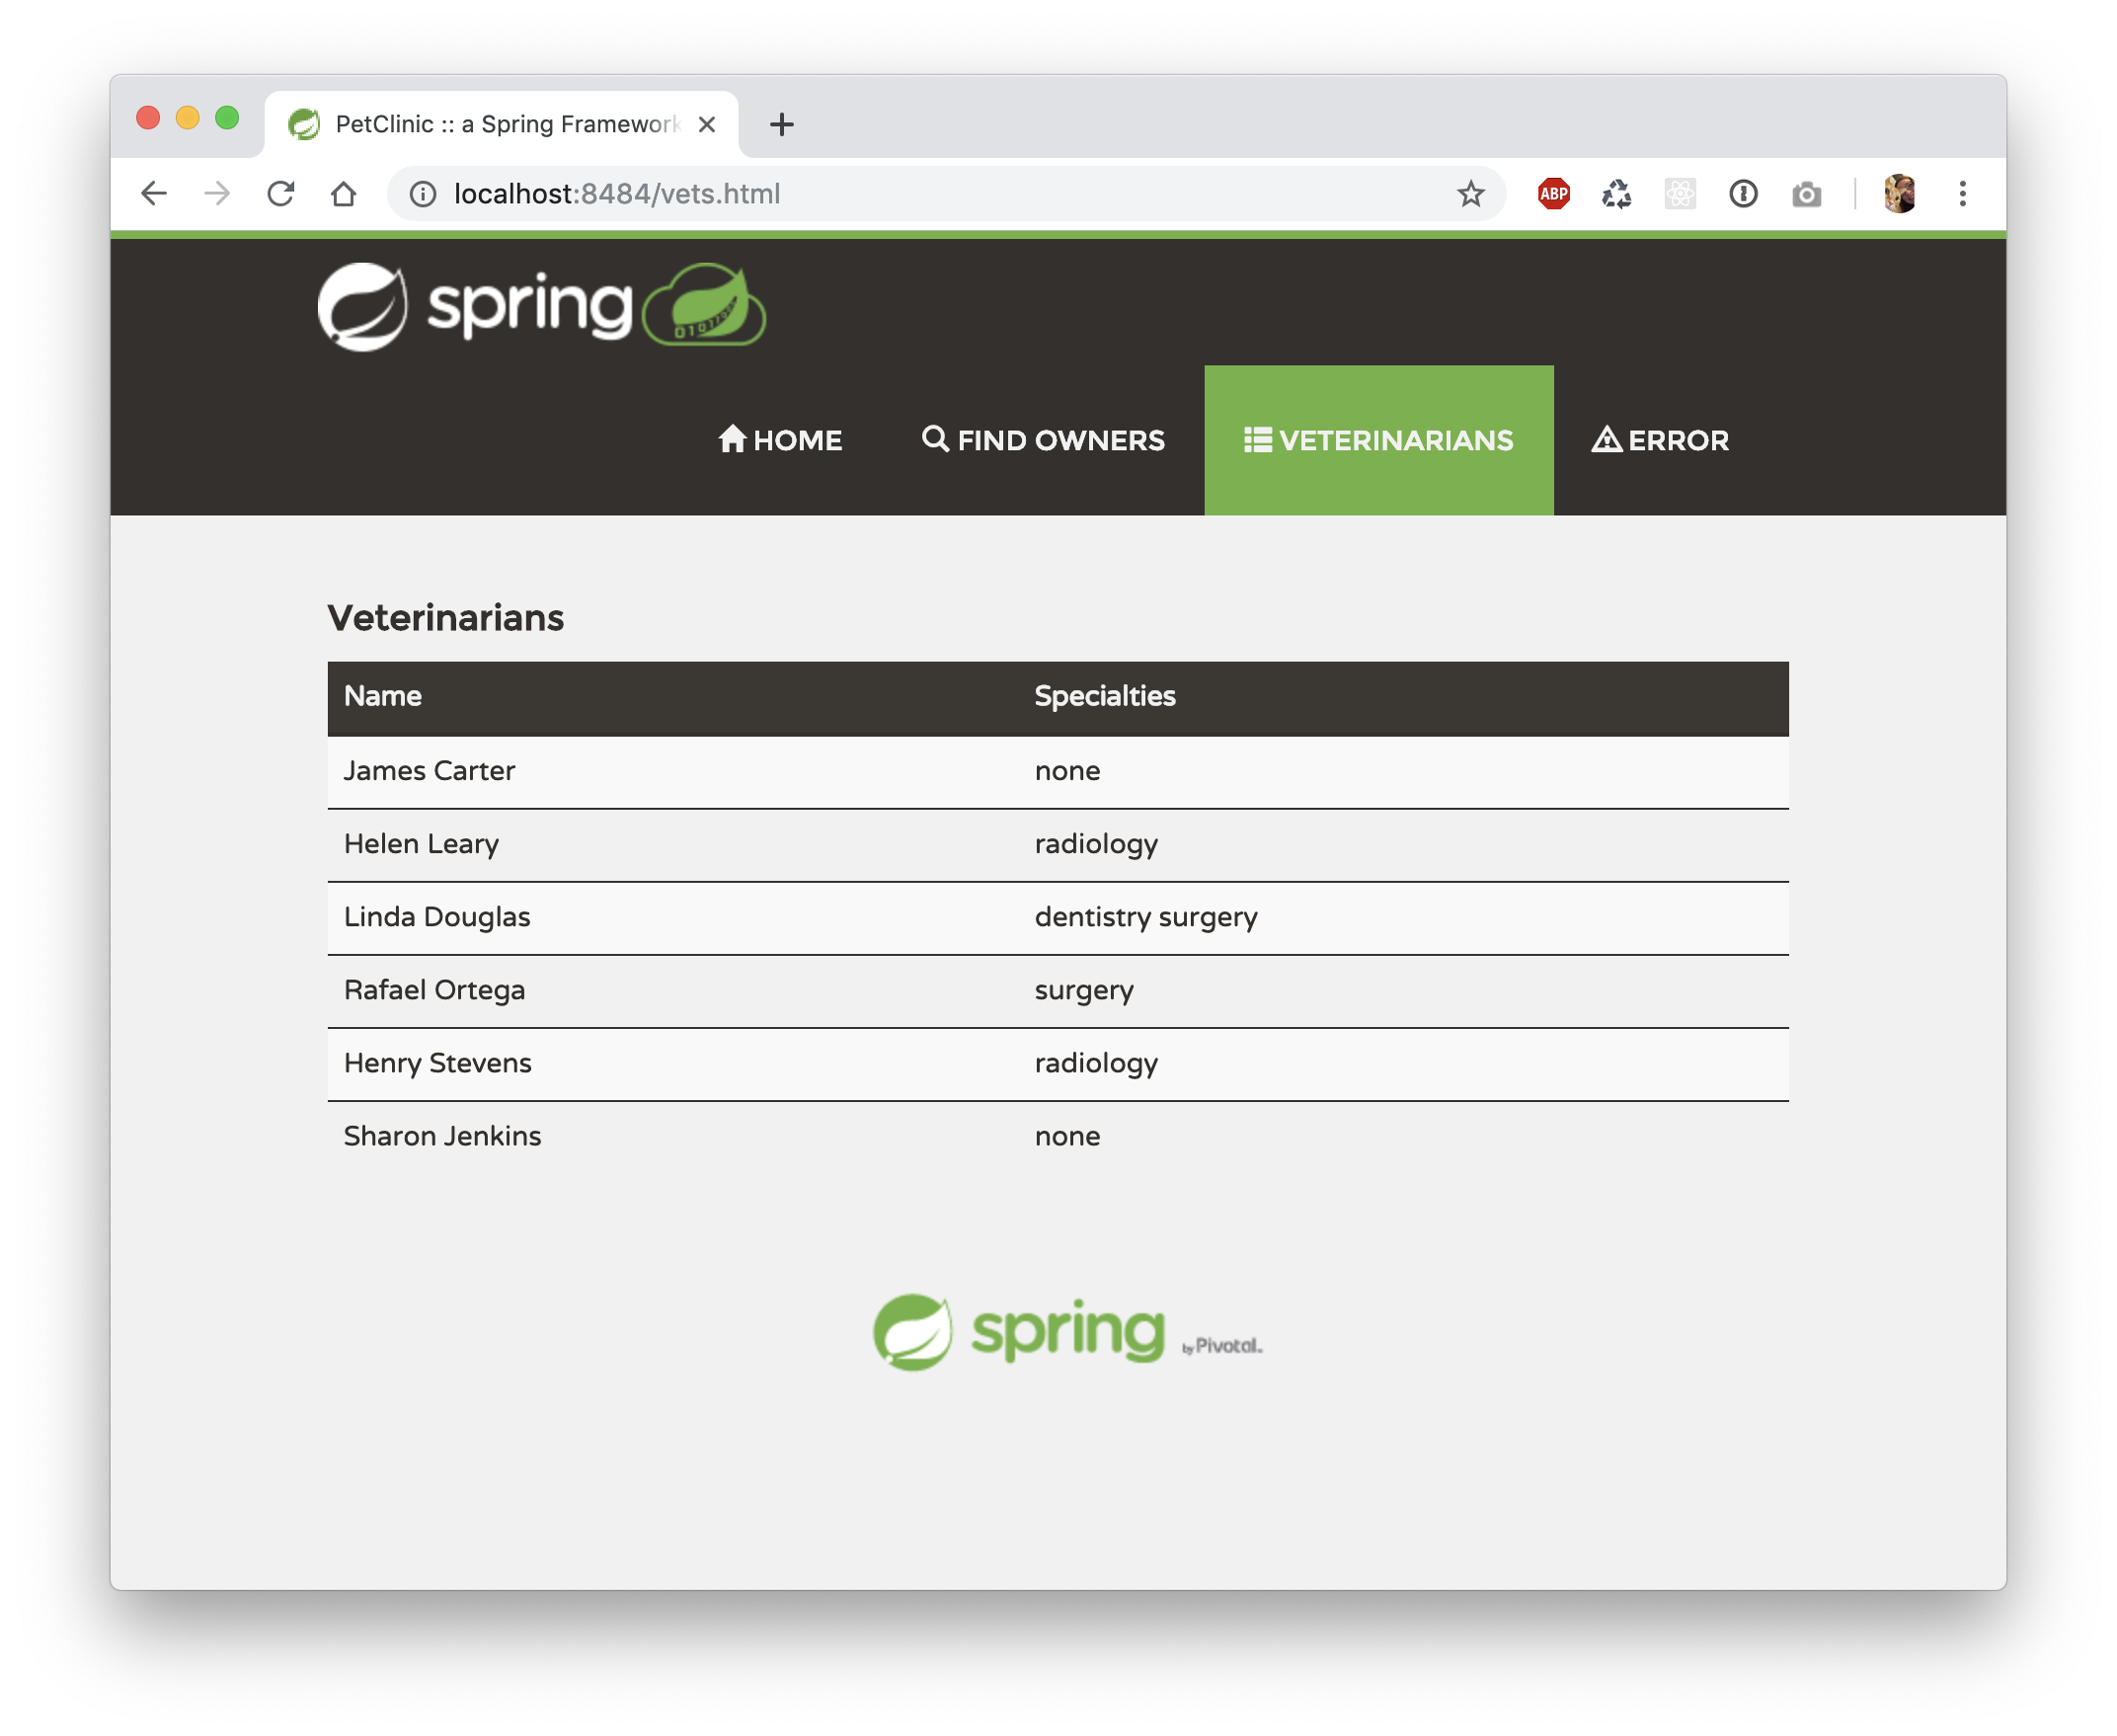 PetClinic :: a Spring Framework
localhost:8484/vets.html
ABP
spring
HOME FIND OWNERS VETERINARIANS ERROR
Veterinarians
Name Specialties
James Carter none
Helen Leary radiology
Linda Douglas dentistry surgery
Rafael Ortega surgery
Henry Stevens radiology
Sharon Jenkins none
spring by Pivotal.